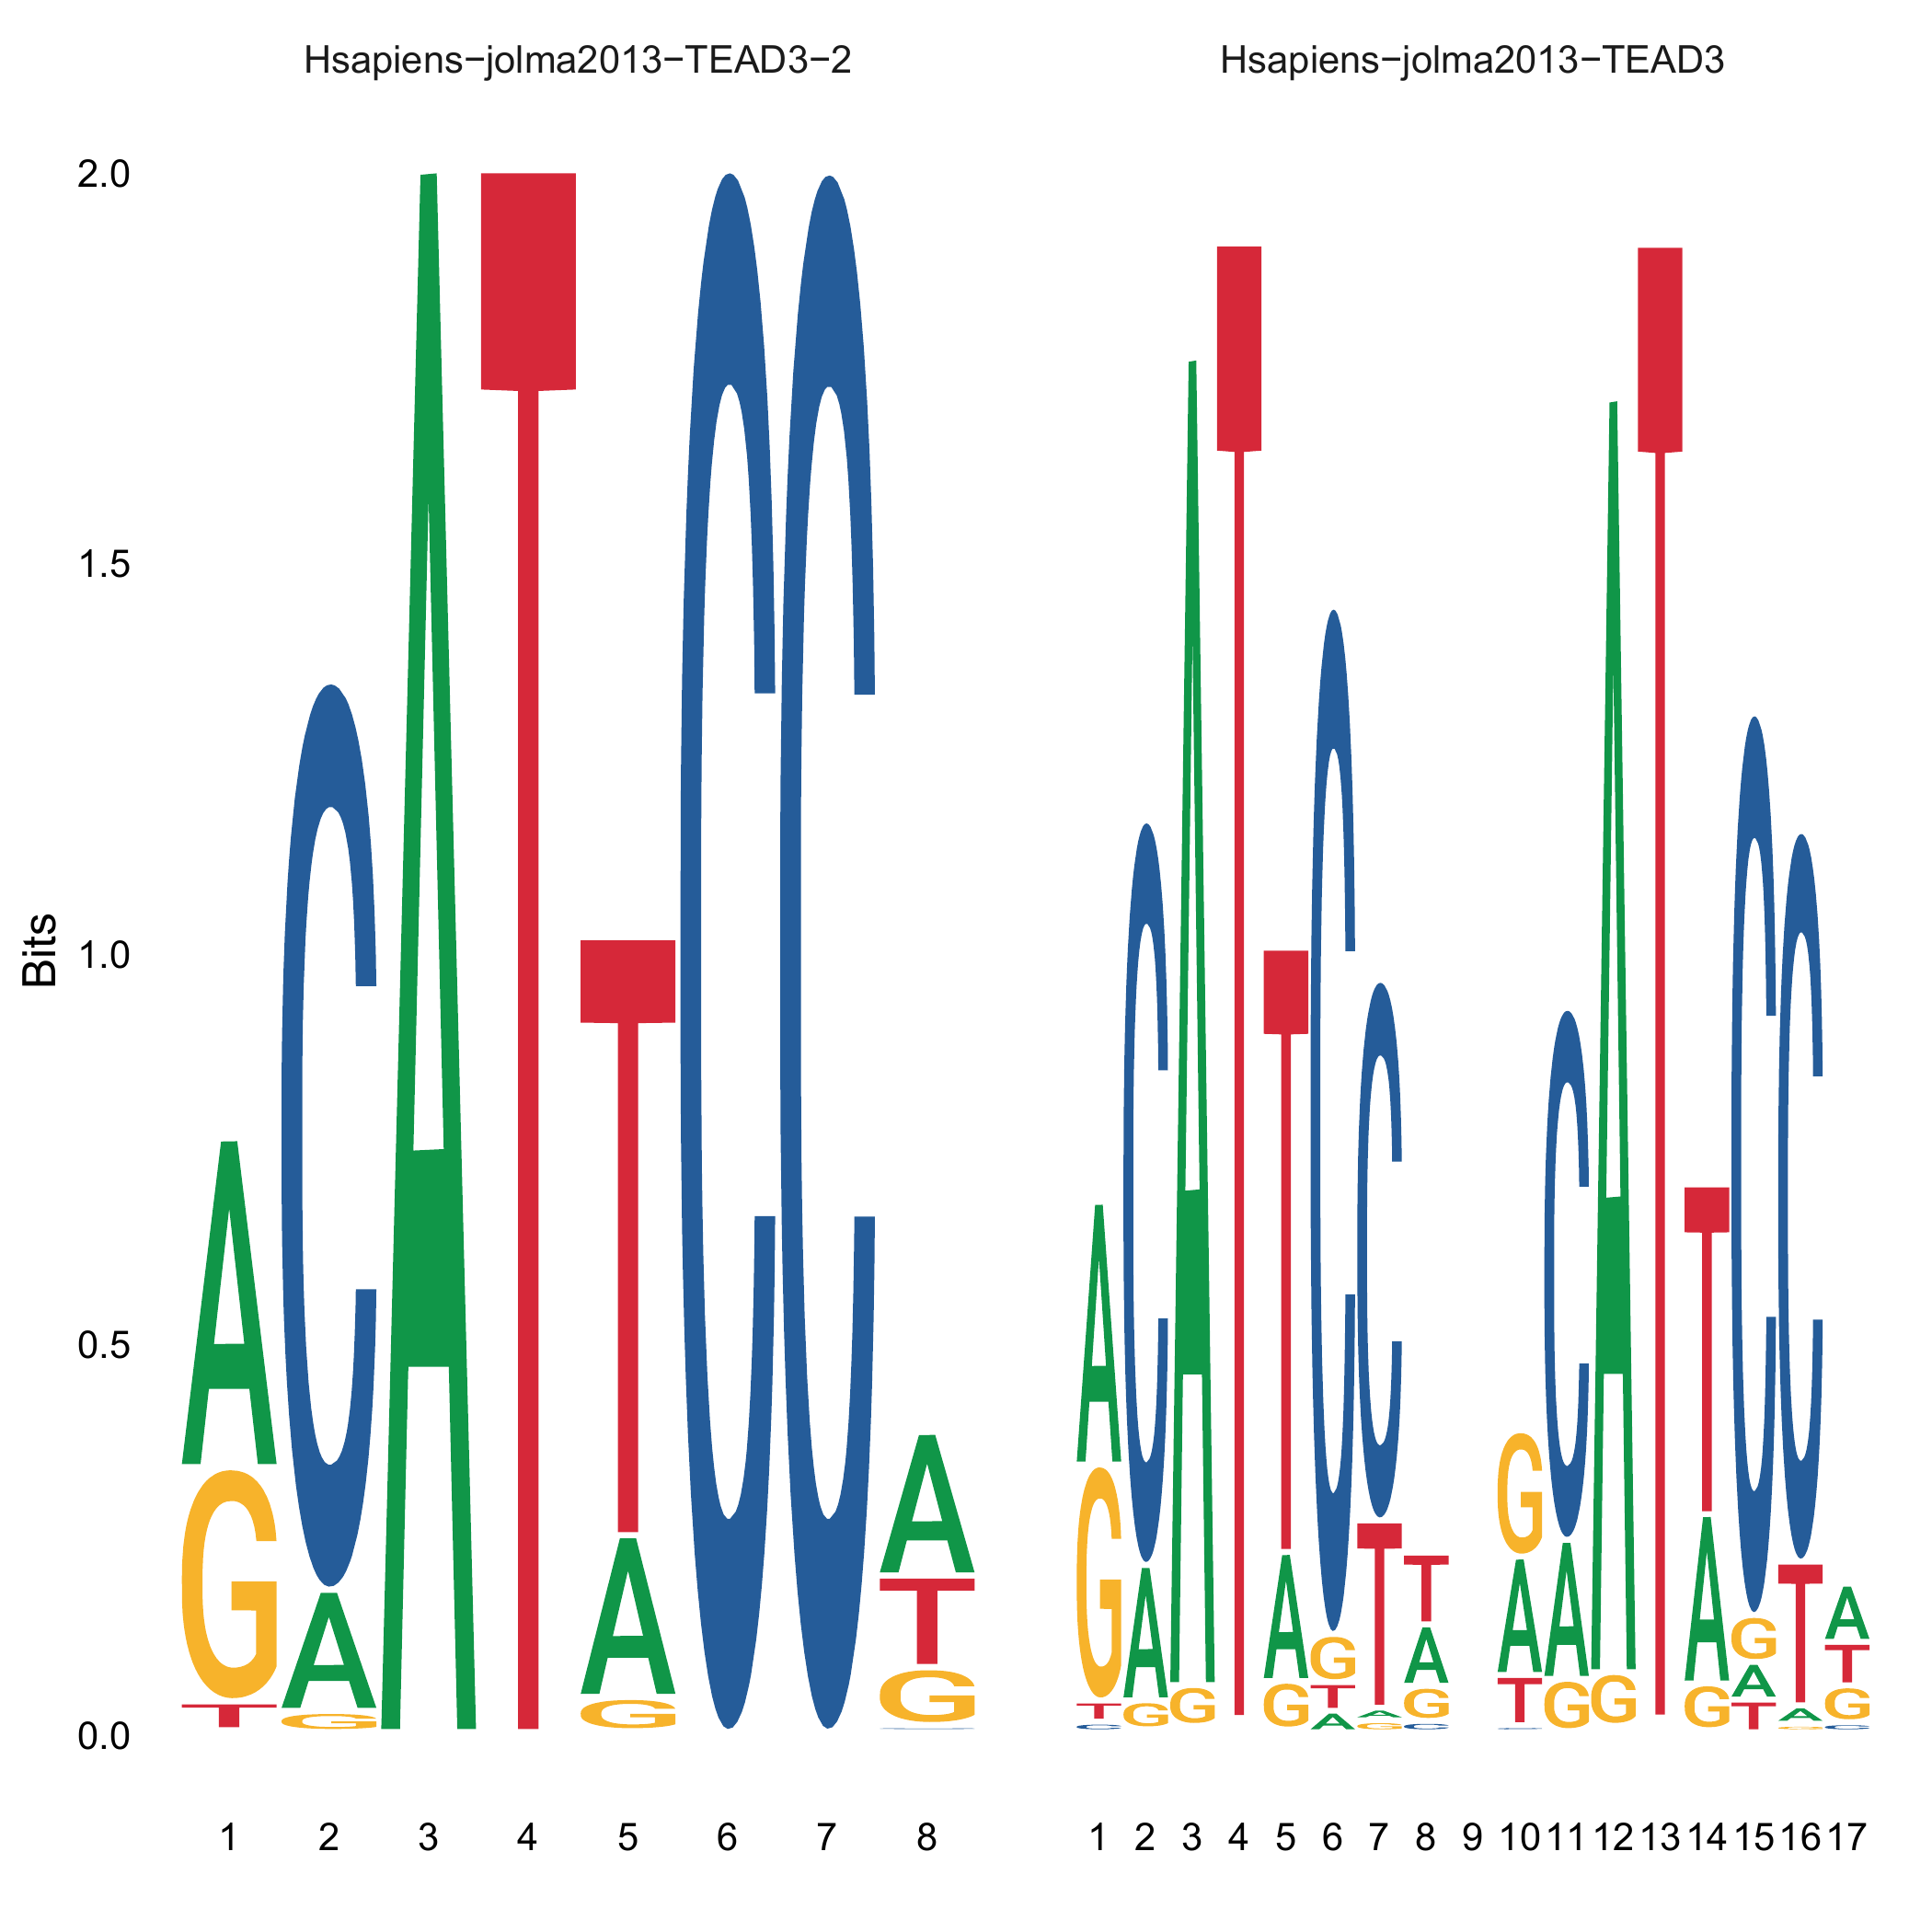 Hsapiens−jolma2013−TEAD3−2 Hsapiens−jolma2013−TEAD3
2.0
1.5
1.0
0.5
0.0
Bits
A C A T T C C A
G A A T
T G G G
A C A T T C C T G C A T T C C A
G A G A G T A A A G A G T T
T G G T A G T G G A A G
C A G C T G C
1 2 3 4 5 6 7 8 1 2 3 4 5 6 7 8 9 10 11 12 13 14 15 16 17